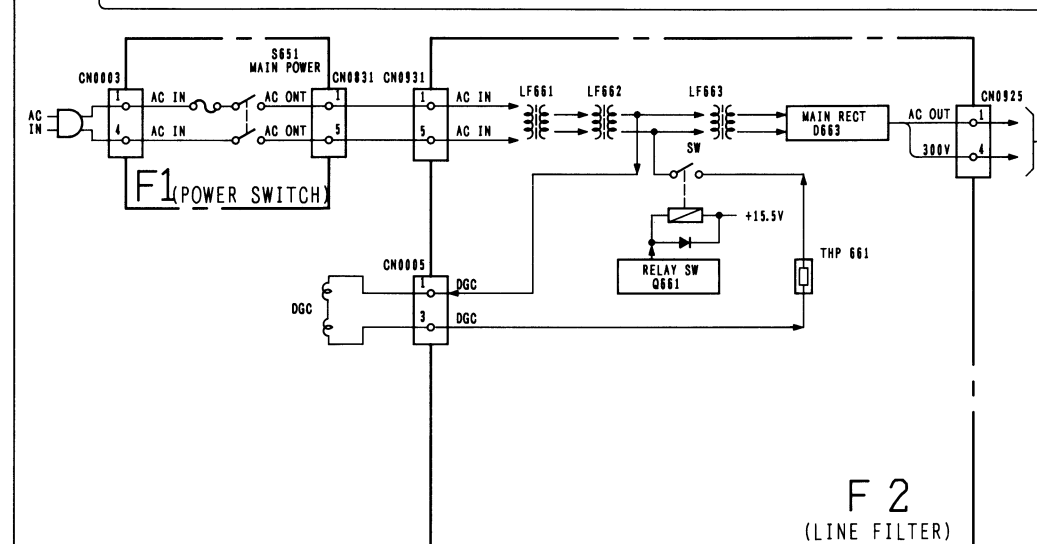 S651
MAIN POWER
CN0003
CN0831
CN0931
LF661
LF662
LF663
CN0925
AC
IN
1
AC IN
AC ONT
1
1
AC IN
4
AC IN
AC ONT
5
5
AC IN
MAIN RECT
D663
AC OUT
1
300V
4
SW
F1 (POWER SWITCH)
+15.5V
THP 661
RELAY SW
Q661
CN0005
DGC
1
DGC
3
DGC
F 2
(LINE FILTER)